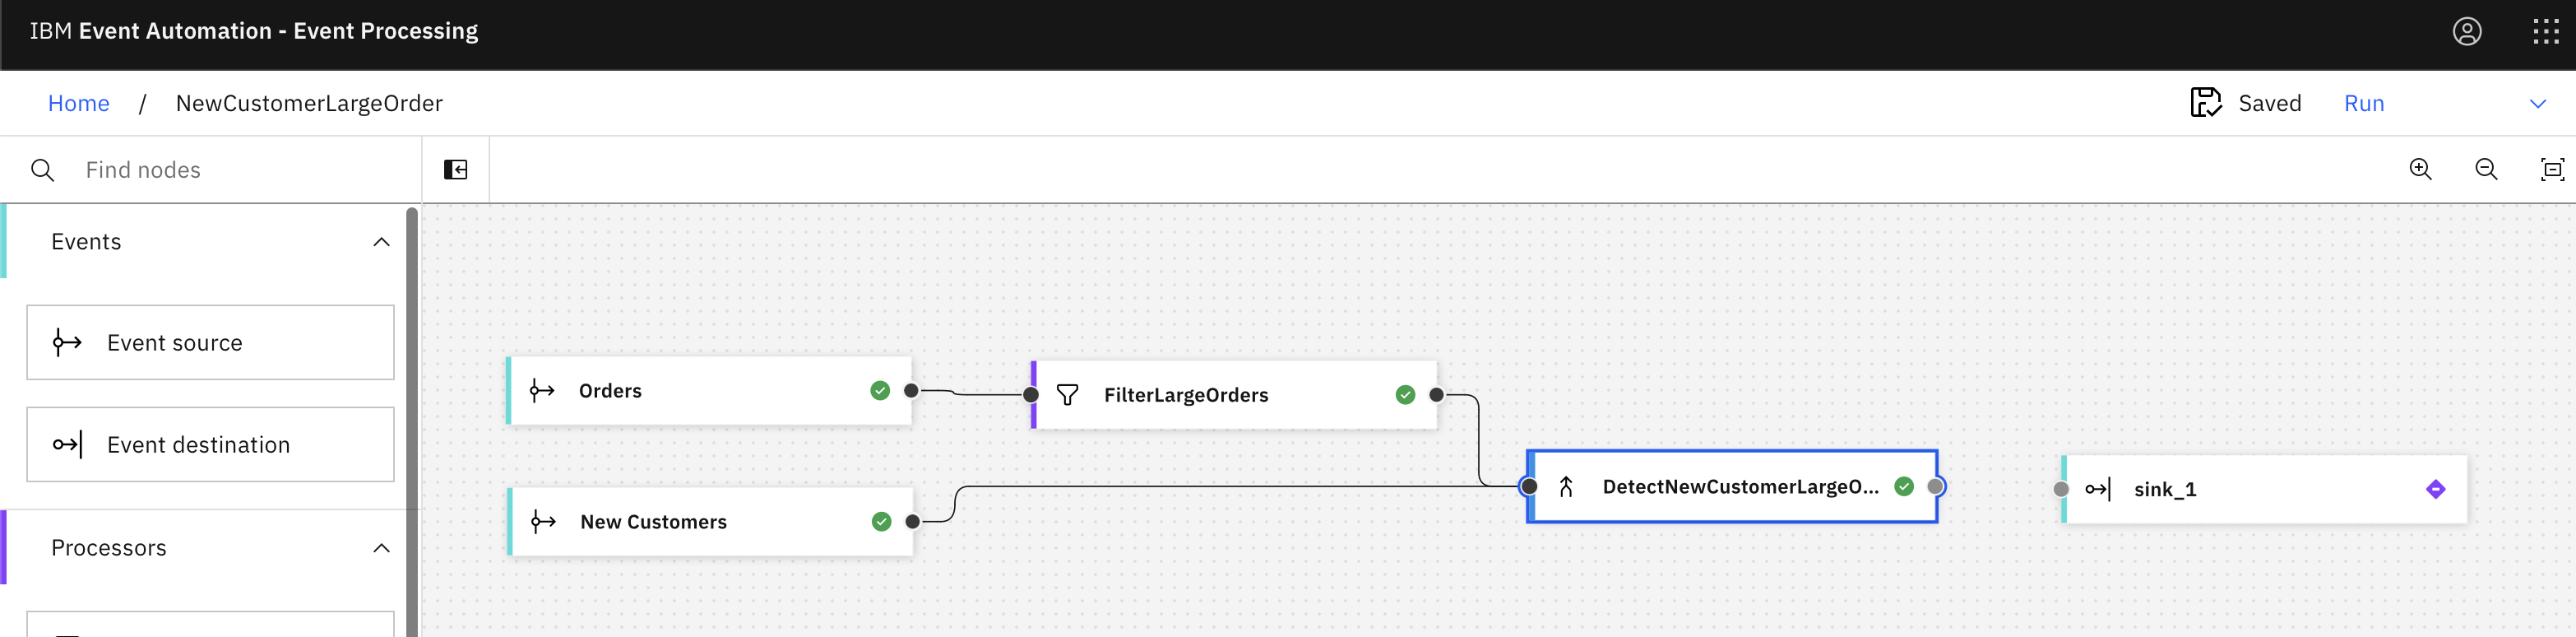 IBM Event Automation - Event Processing
Home / NewCustomerLargeOrder
Saved
Run
Find nodes
Events
Event source
Event destination
Processors
Orders
FilterLargeOrders
New Customers
DetectNewCustomerLargeO...
sink_1